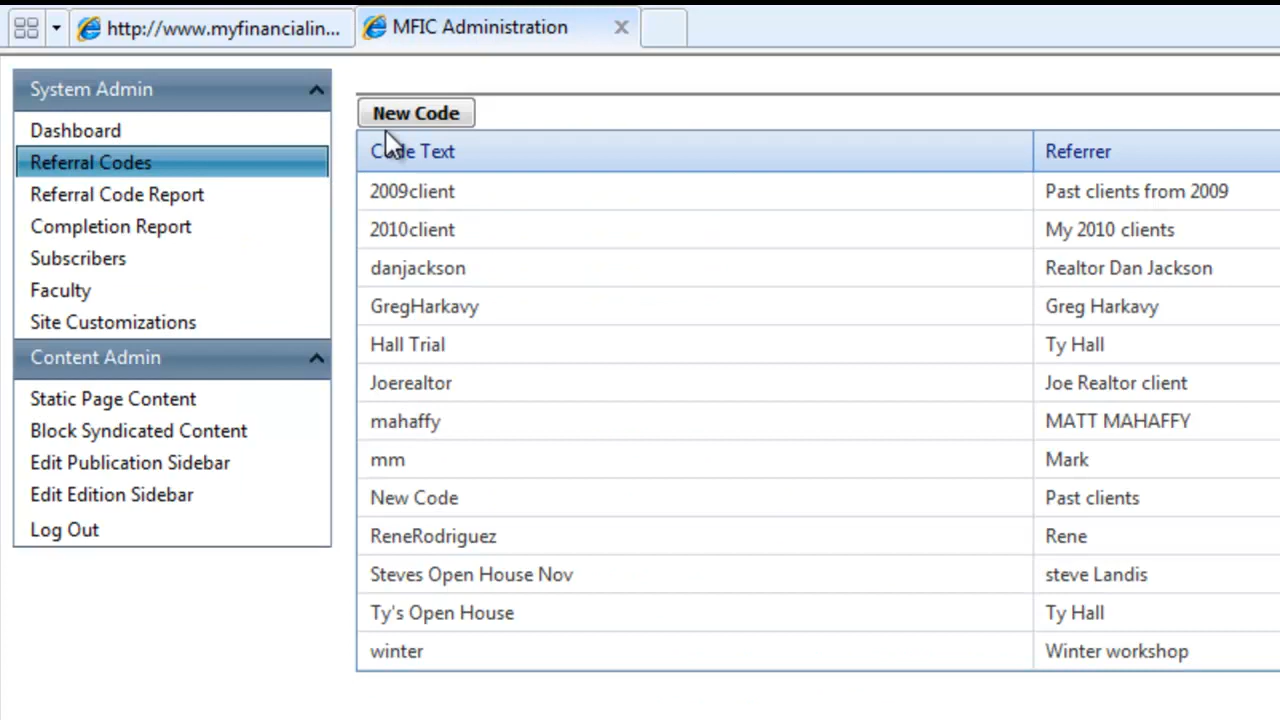 http://www.myfinancialin...
MFIC Administration
System Admin
Dashboard
Referral Codes
Referral Code Report
Completion Report
Subscribers
Faculty
Site Customizations
Content Admin
Static Page Content
Block Syndicated Content
Edit Publication Sidebar
Edit Edition Sidebar
Log Out
New Code
Code Text Referrer
2009client Past clients from 2009
2010client My 2010 clients
danjackson Realtor Dan Jackson
GregHarkavy Greg Harkavy
Hall Trial Ty Hall
Joerealtor Joe Realtor client
mahaffy MATT MAHAFFY
mm Mark
New Code Past clients
ReneRodriguez Rene
Steves Open House Nov steve Landis
Ty's Open House Ty Hall
winter Winter workshop